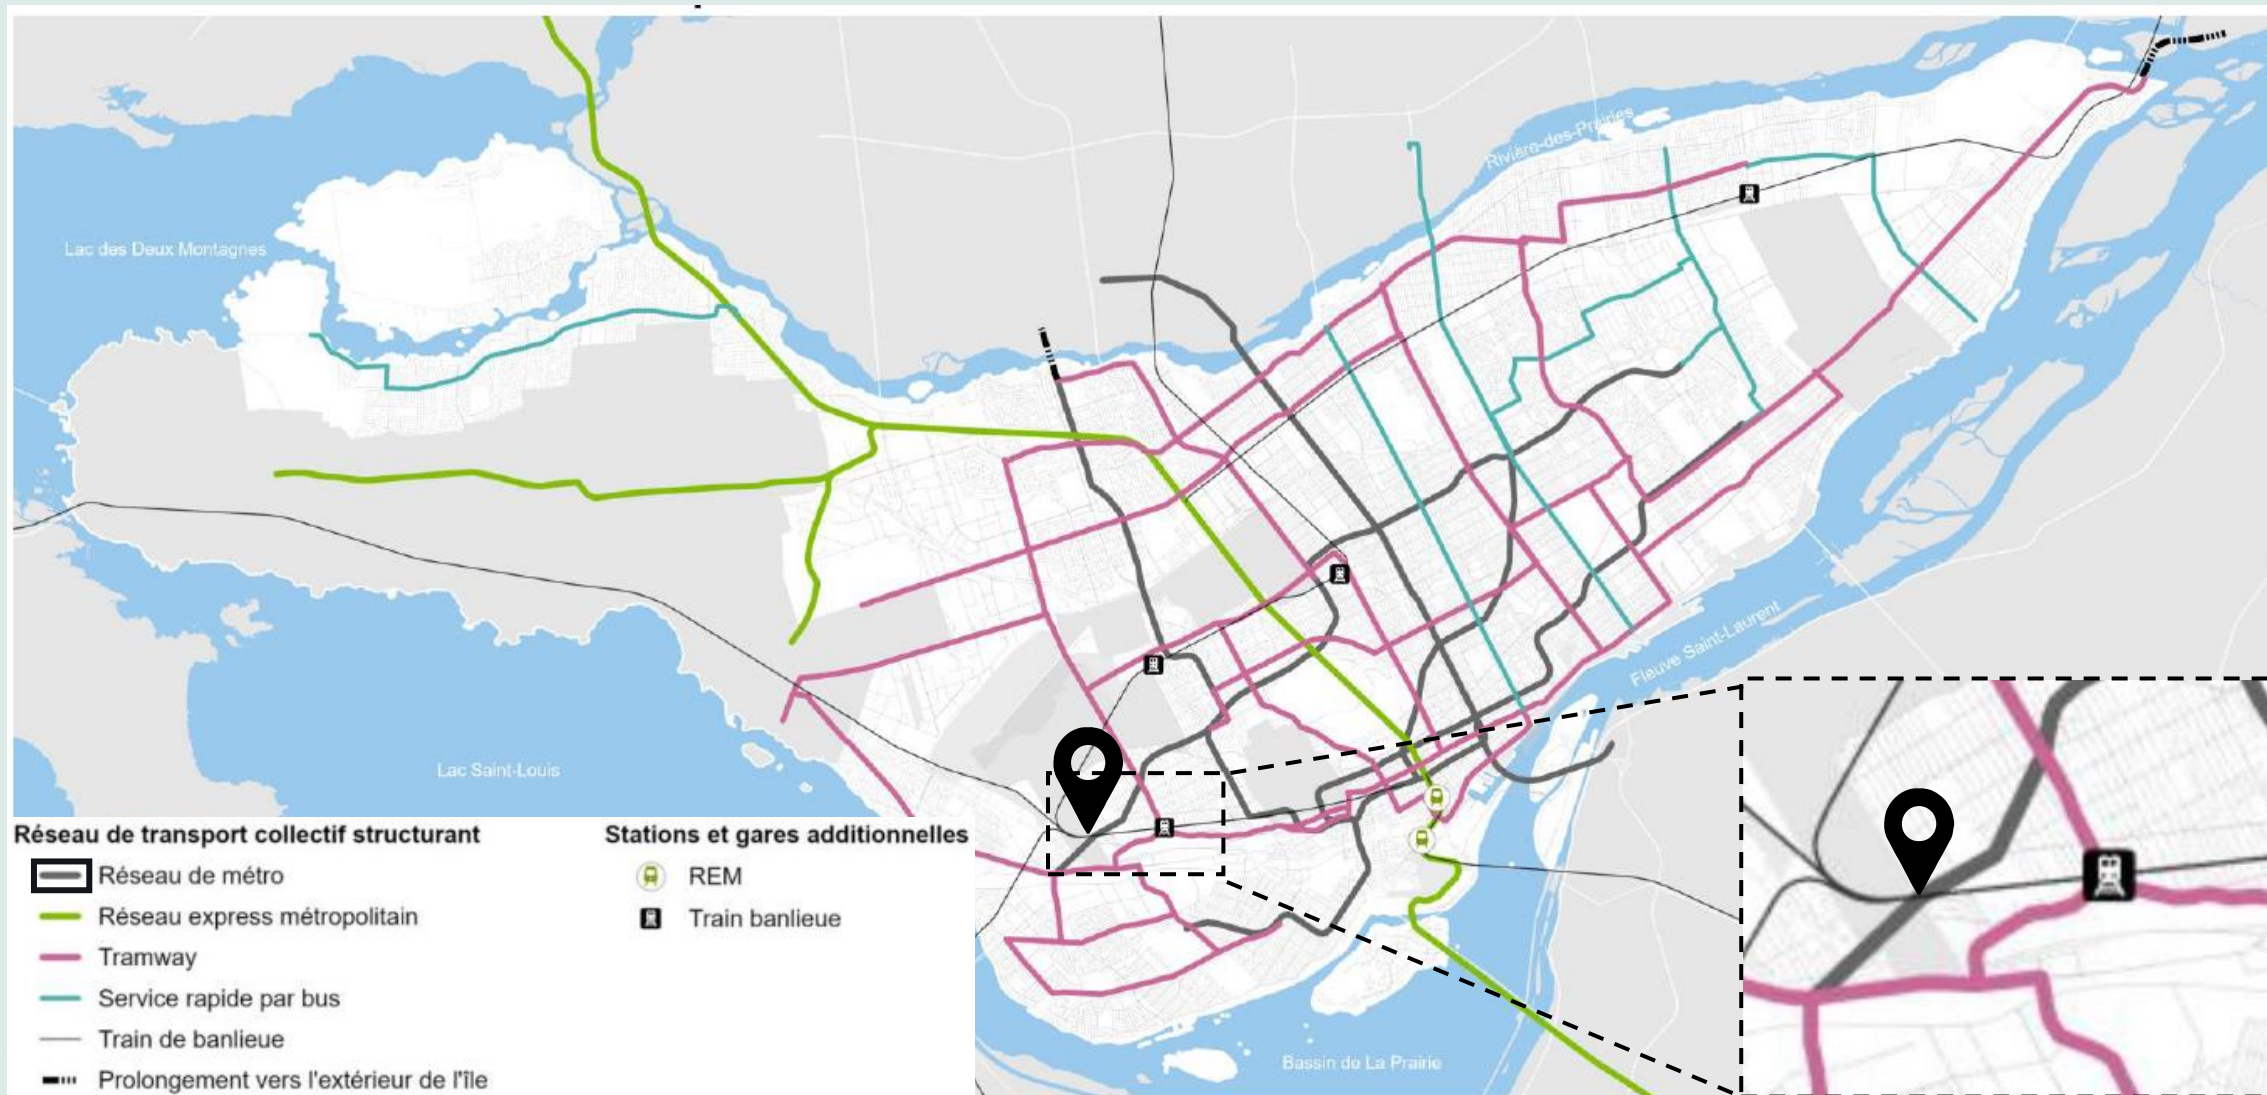 Rivière-des-Prairies
Lac des Deux Montagnes
Fleuve Saint-Laurent
Lac Saint-Louis
Bassin de La Prairie
Réseau de transport collectif structurant
Réseau de métro
Réseau express métropolitain
Tramway
Service rapide par bus
Train de banlieue
Prolongement vers l'extérieur de l'île
Stations et gares additionnelles
REM
Train banlieue